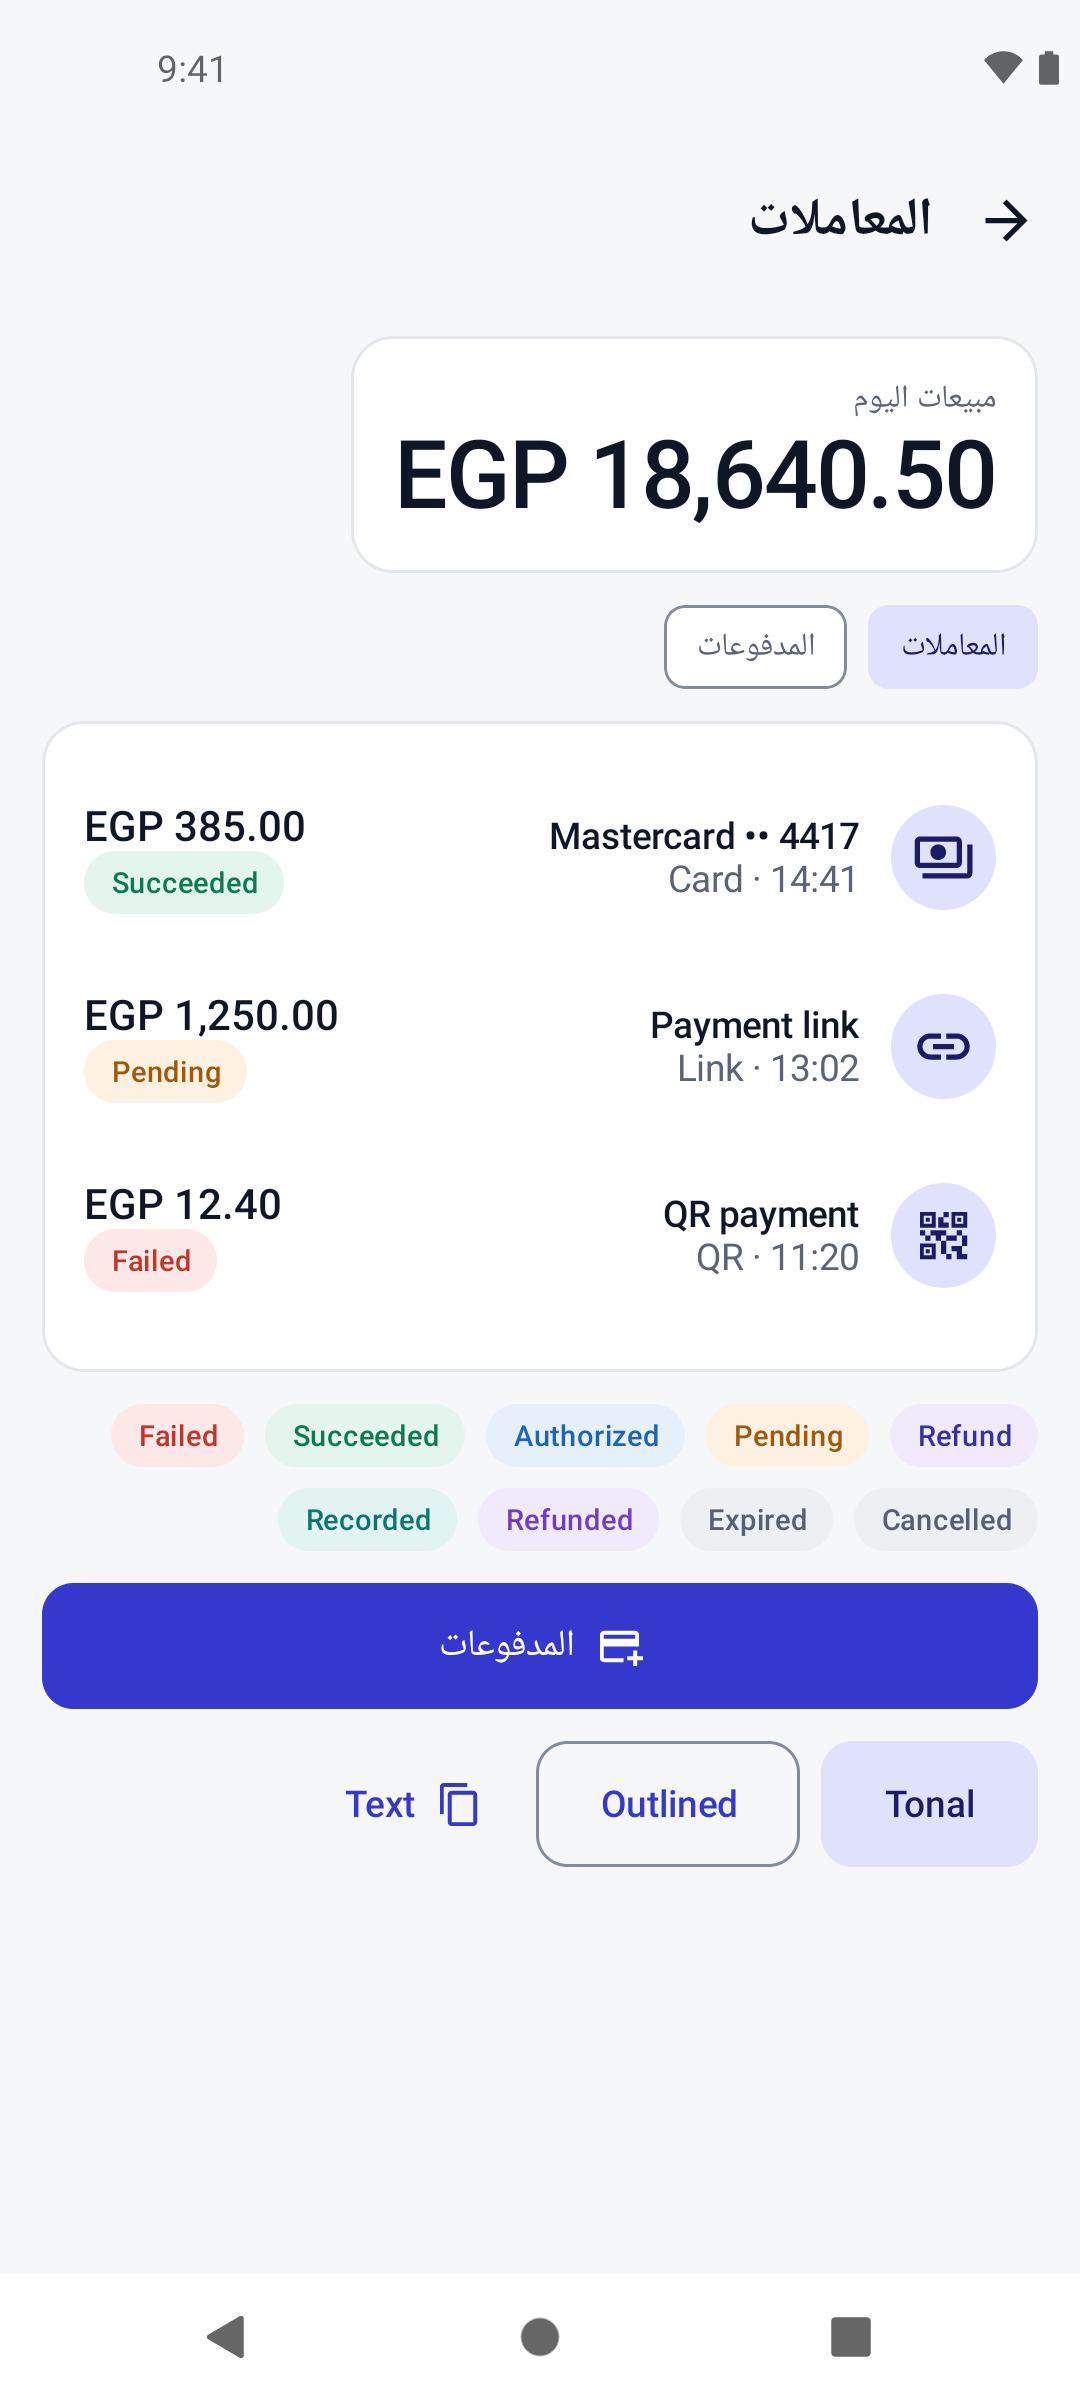 9:41
المعاملات
مبيعات اليوم
EGP 18,640.50
المعاملات
المدفوعات
Mastercard •• 4417
Card · 14:41
EGP 385.00
Succeeded
Payment link
Link · 13:02
EGP 1,250.00
Pending
QR payment
QR · 11:20
EGP 12.40
Failed
Refund
Pending
Authorized
Succeeded
Failed
Cancelled
Expired
Refunded
Recorded
المدفوعات
Tonal
Outlined
Text